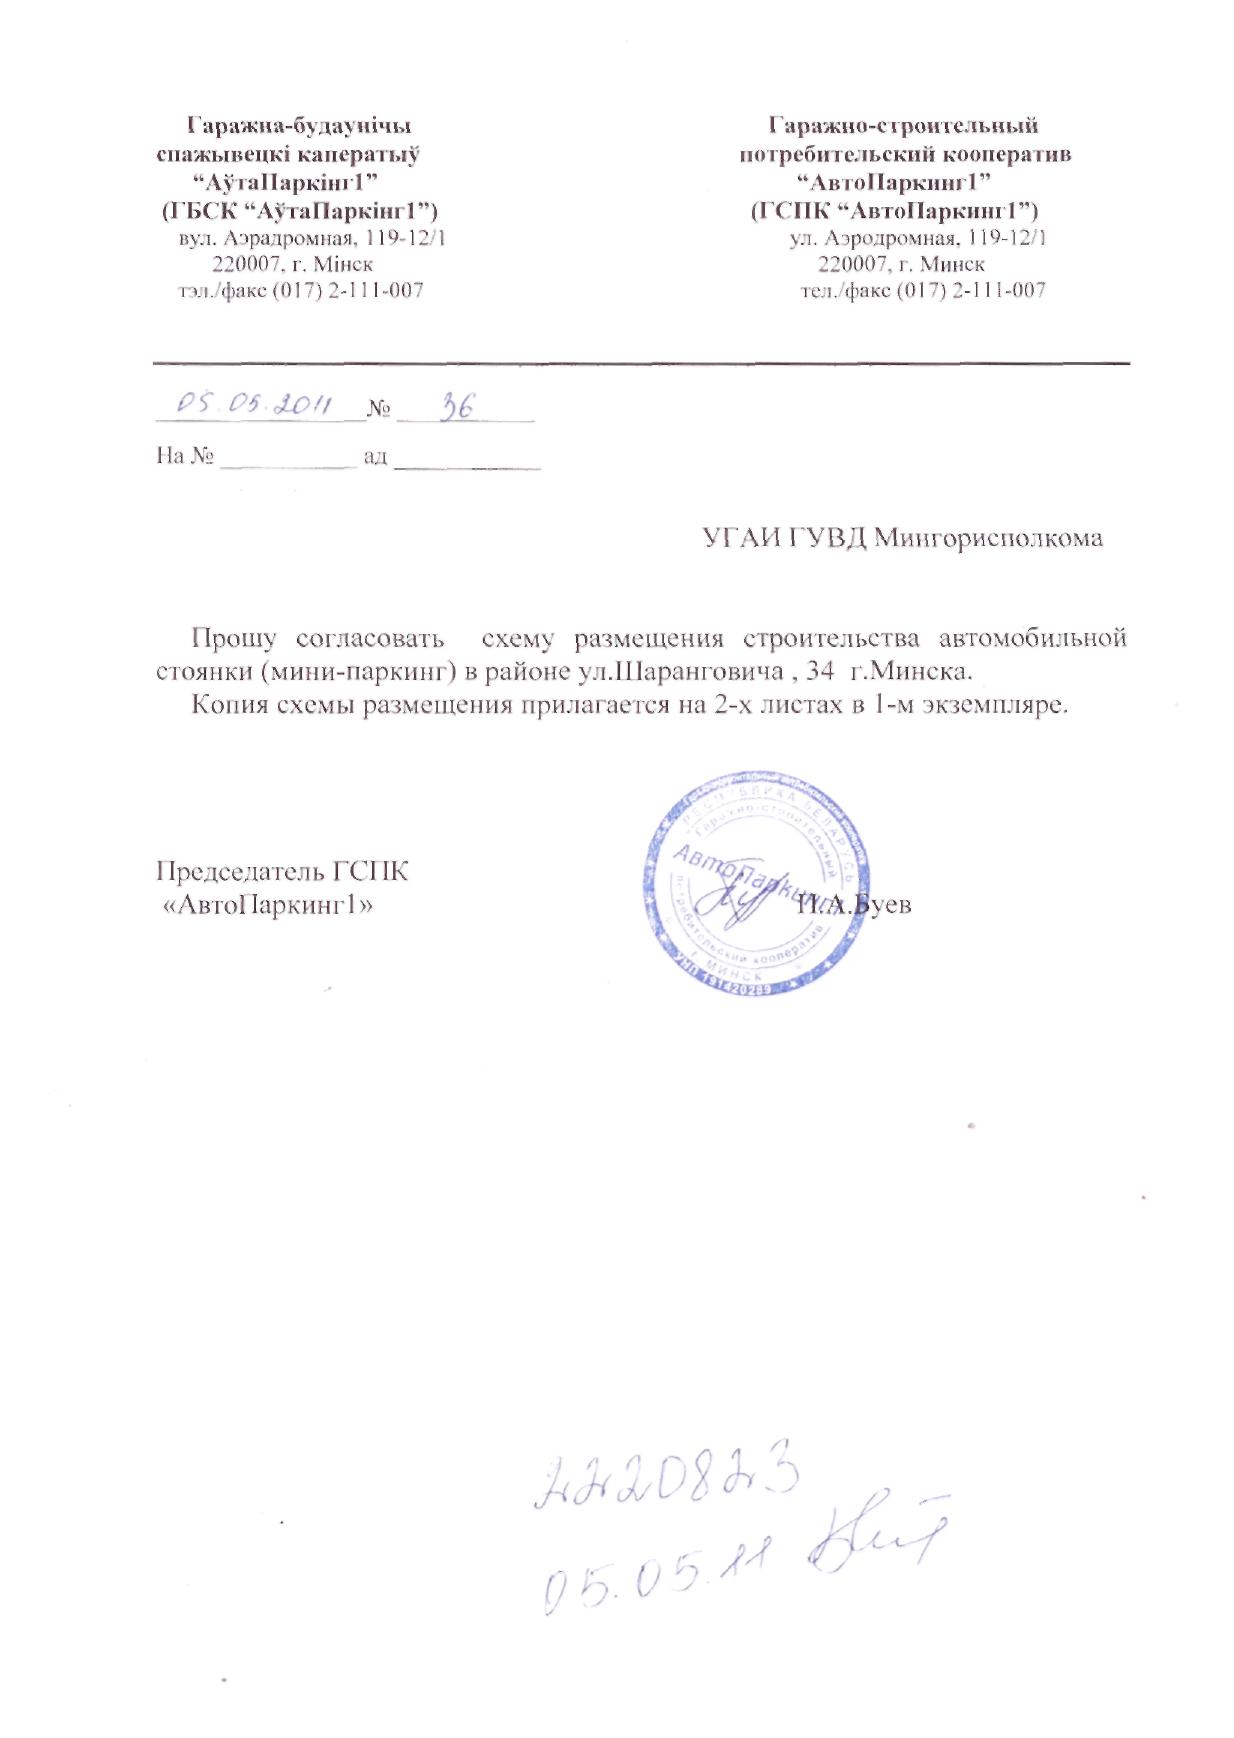 Гаражна-будаунічы
спажывецкі каператыў
“АўтаПаркінг1”
(ГБСК “АўтаПаркінг1”)
вул. Аэрадромная, 119-12/1
220007, г. Мінск
тэл./факс (017) 2-111-007
Гаражно-строительный
потребительский кооператив
“АвтоПаркинг1”
(ГСПК “АвтоПаркинг1”)
ул. Аэродромная, 119-12/1
220007, г. Минск
тел./факс (017) 2-111-007
05.05.2011 № 36
На № ____________ ад ____________
УГАИ ГУВД Мингорисполкома
Прошу согласовать схему размещения строительства автомобильной
стоянки (мини-паркинг) в районе ул.Шаранговича , 34 г.Минска.
Копия схемы размещения прилагается на 2-х листах в 1-м экземпляре.
РЕСПУБЛИКА БЕЛАРУСЬ
Гаражно-строительный
АвтоПаркинг1
потребительский кооператив
г. МИНСК
УНП 191420289
Председатель ГСПК
«АвтоПаркинг1» П.А.Буев
2220823
05.05.11